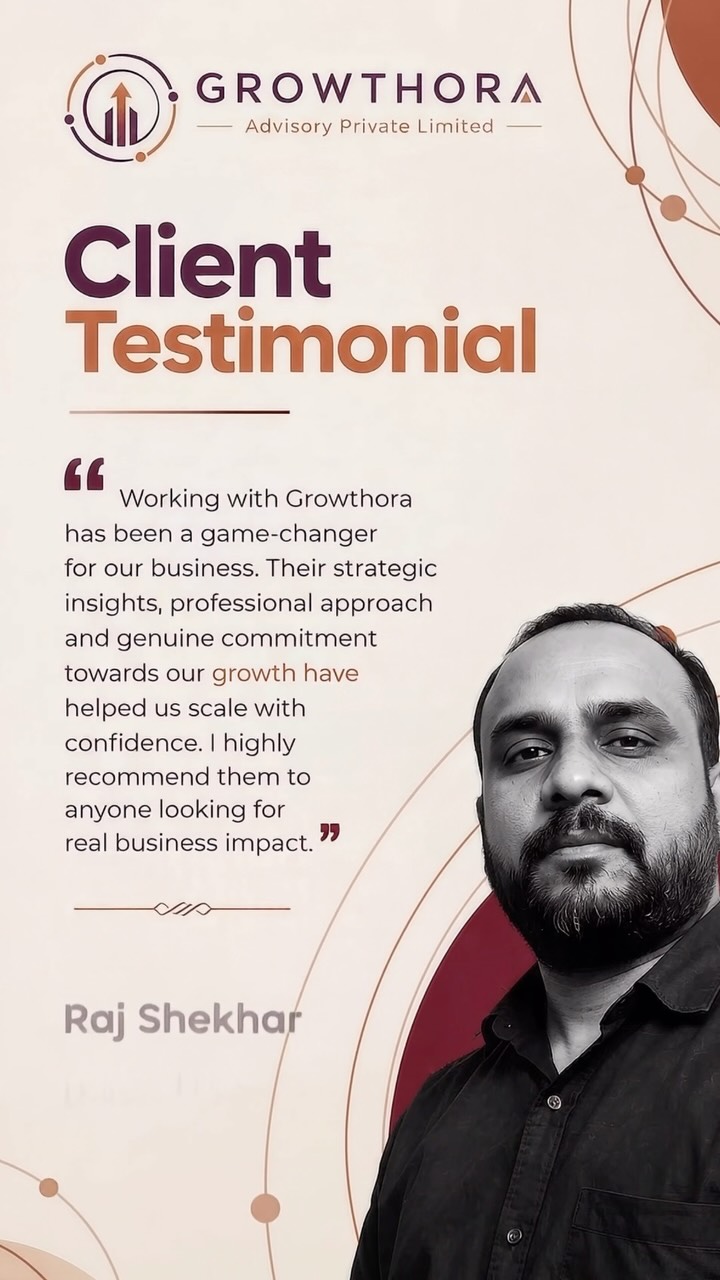 GROWTHORA
Advisory Private Limited
Client
Testimonial
“ Working with Growthora
has been a game-changer
for our business. Their strategic
insights, professional approach
and genuine commitment
towards our growth have
helped us scale with
confidence. I highly
recommend them to
anyone looking for
real business impact. ”
Raj Shekhar